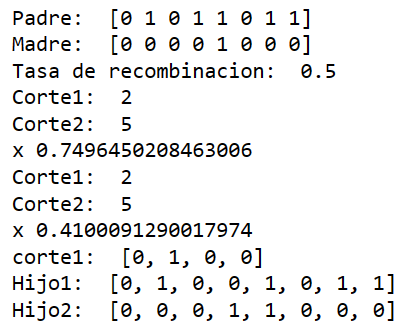 Padre:  [0 1 0 1 1 0 1 1]
Madre:  [0 0 0 0 1 0 0 0]
Tasa de recombinacion:  0.5
Corte1:  2
Corte2:  5
x 0.7496450208463006
Corte1:  2
Corte2:  5
x 0.4100091290017974
corte1:  [0, 1, 0, 0]
Hijo1:  [0, 1, 0, 0, 1, 0, 1, 1]
Hijo2:  [0, 0, 0, 1, 1, 0, 0, 0]